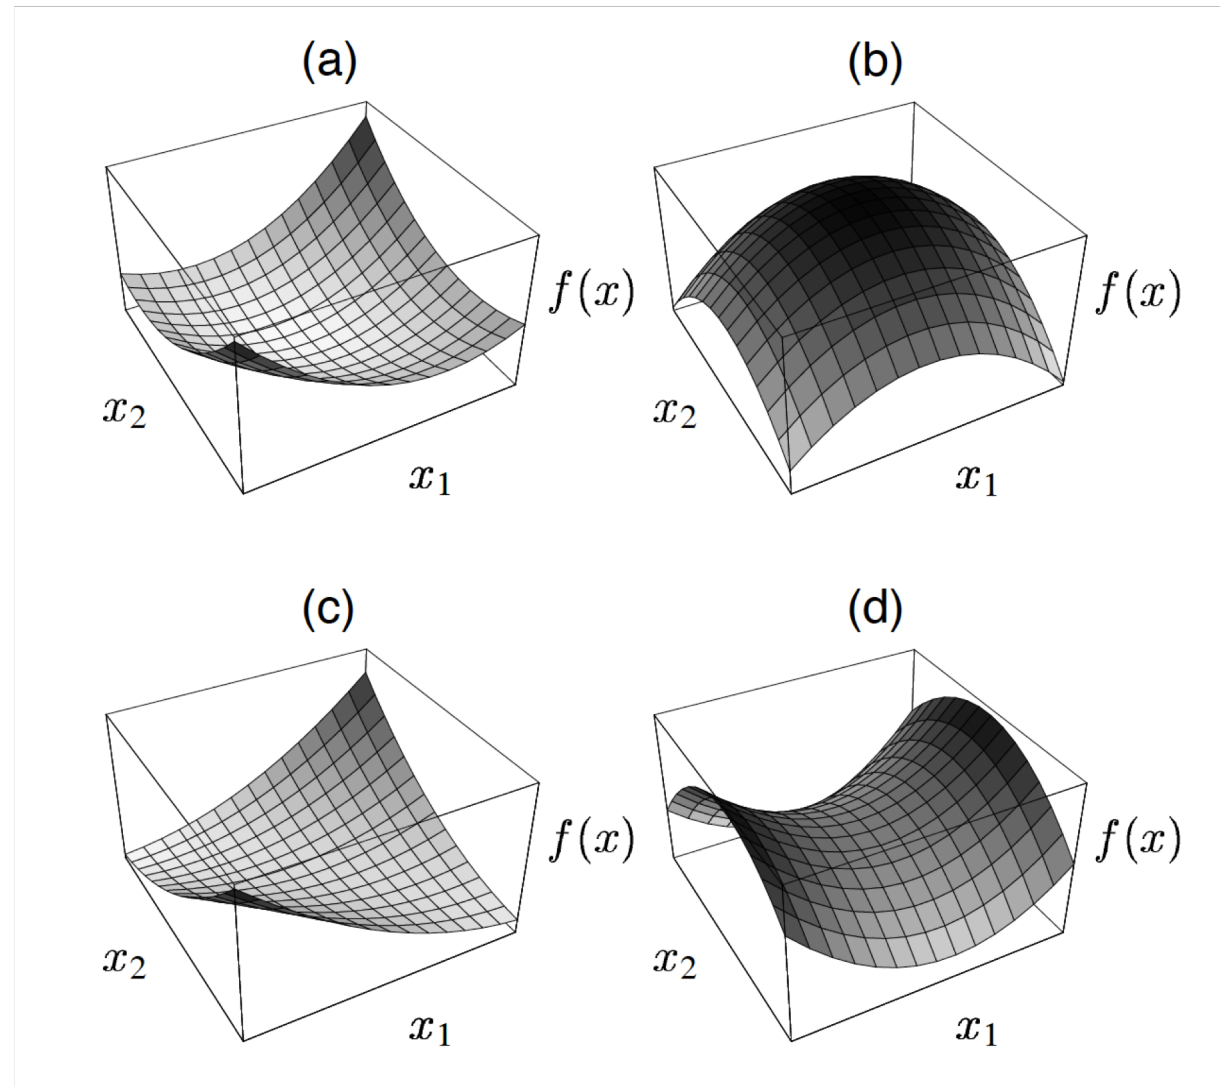 (a)
f(x)
x₂
x₁
(b)
f(x)
x₂
x₁
(c)
f(x)
x₂
x₁
(d)
f(x)
x₂
x₁